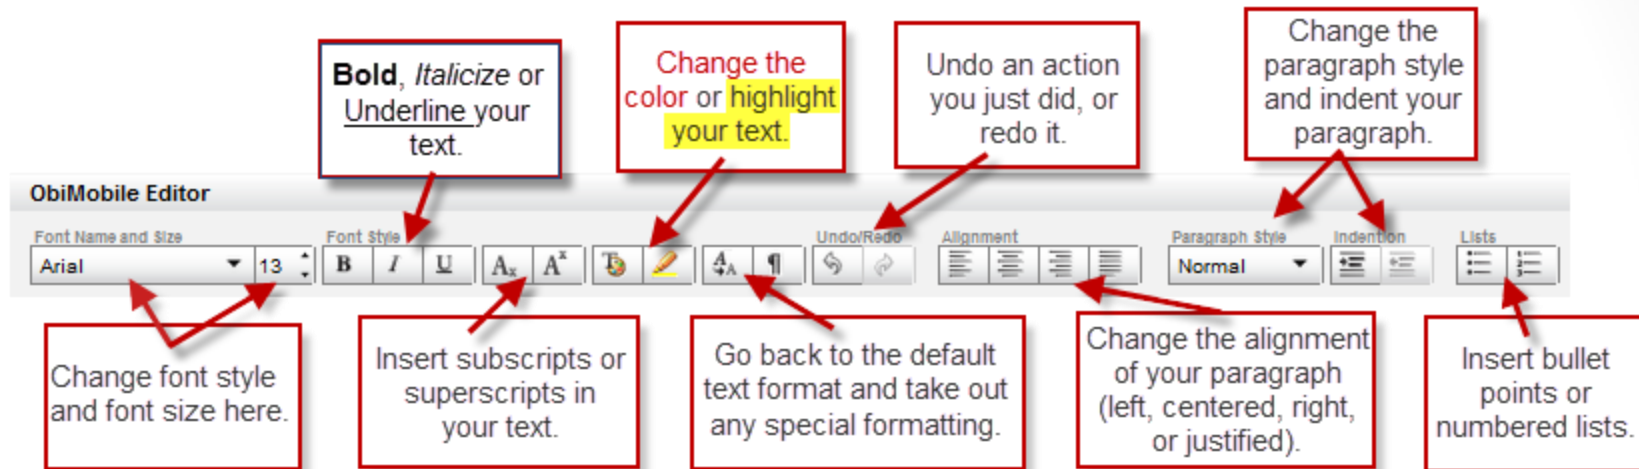 Bold, Italicize or
Underline your
text.
Change the
color or highlight
your text.
Undo an action
you just did, or
redo it.
Change the
paragraph style
and indent your
paragraph.
ObiMobile Editor
Font Name and Size
Font Style
Undo/Redo
Alignment
Paragraph Style
Indention
Lists
Arial
13
B I U
Normal
Change font style
and font size here.
Insert subscripts or
superscripts in
your text.
Go back to the default
text format and take out
any special formatting.
Change the alignment
of your paragraph
(left, centered, right,
or justified).
Insert bullet
points or
numbered lists.